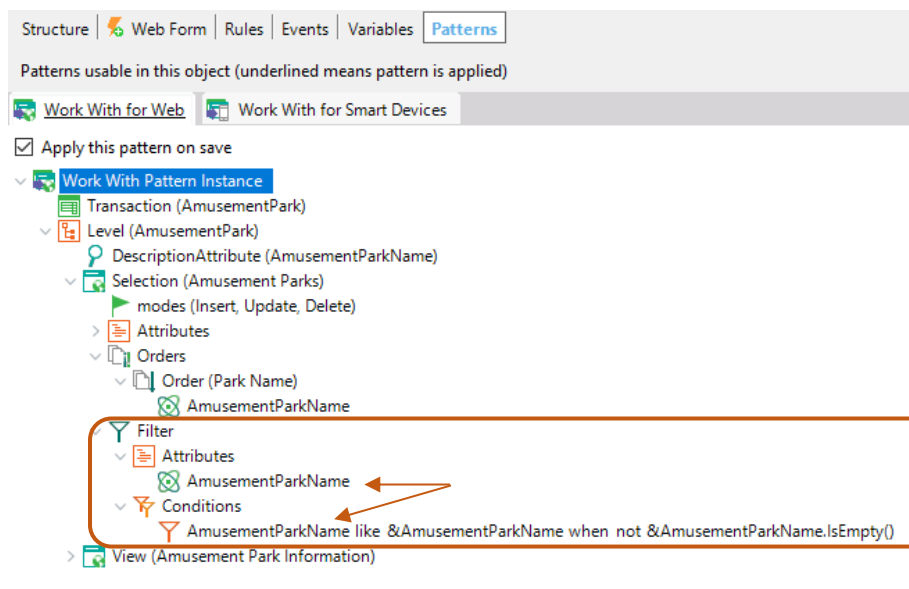 Structure Web Form Rules Events Variables Patterns
Patterns usable in this object (underlined means pattern is applied)
Work With for Web Work With for Smart Devices
Apply this pattern on save
Work With Pattern Instance
Transaction (AmusementPark)
Level (AmusementPark)
DescriptionAttribute (AmusementParkName)
Selection (Amusement Parks)
modes (Insert, Update, Delete)
Attributes
Orders
Order (Park Name)
AmusementParkName
Filter
Attributes
AmusementParkName
Conditions
AmusementParkName like &AmusementParkName when not &AmusementParkName.IsEmpty()
View (Amusement Park Information)